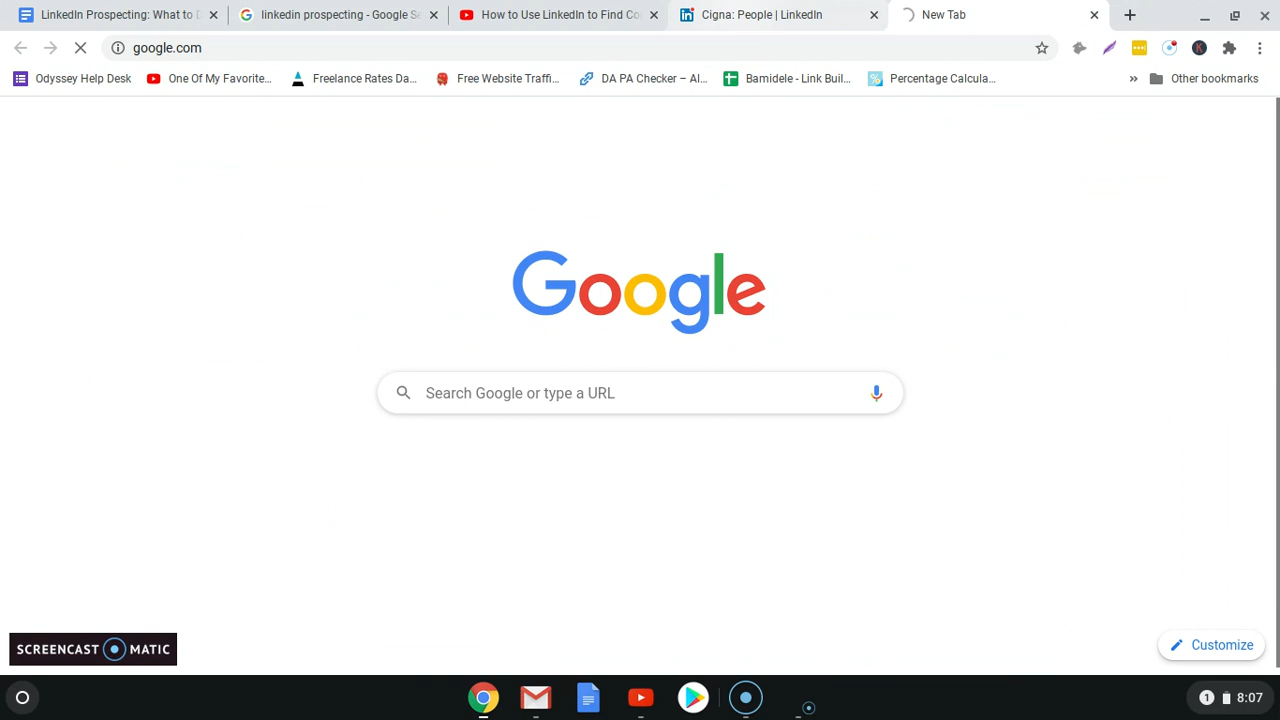 LinkedIn Prospecting: What to D
linkedin prospecting - Google Se
How to Use LinkedIn to Find Co
Cigna: People | LinkedIn
New Tab
google.com
Odyssey Help Desk
One Of My Favorite...
Freelance Rates Da...
Free Website Traffi...
DA PA Checker – Al...
Bamidele - Link Buil...
Percentage Calcula...
»
Other bookmarks
Google
Search Google or type a URL
SCREENCAST MATIC
Customize
1 8:07